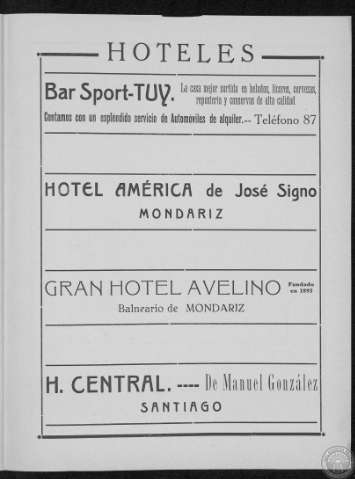 HOTELES
Bar Sport-TUY. La casa mejor surtida en helados, licores, cervezas,
repostería y conservas de alta calidad
Contamos con un esplendido servicio de Automóviles de alquiler.-- Teléfono 87
HOTEL AMÉRICA de José Signo
MONDARIZ
GRAN HOTEL AVELINO Fundado
en 1893
Balneario de MONDARIZ
H. CENTRAL. ---- De Manuel González
SANTIAGO